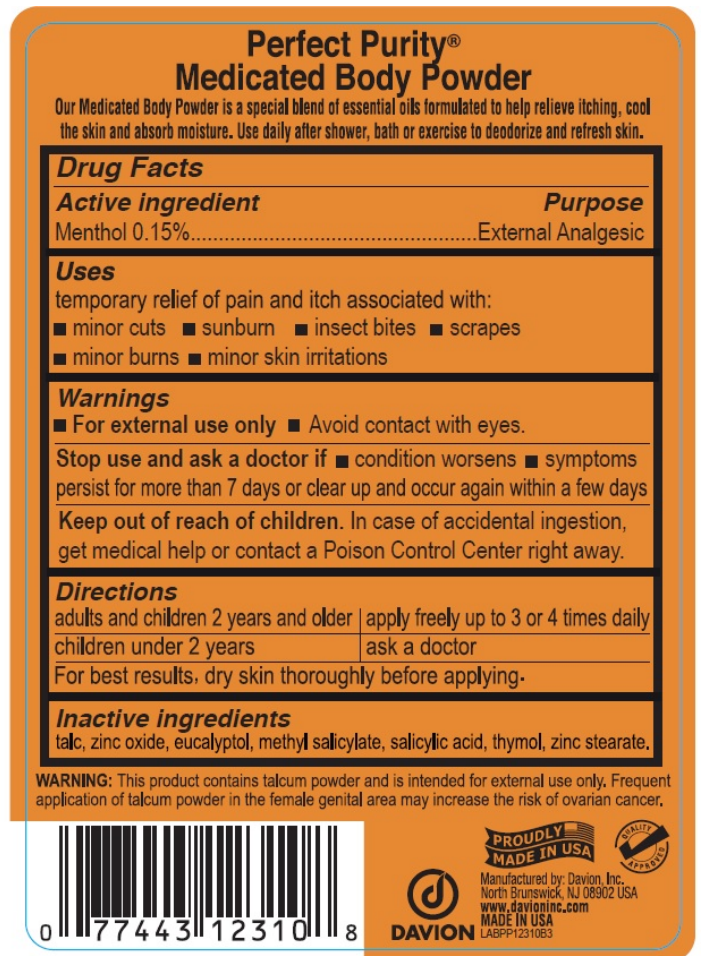 Perfect Purity®
Medicated Body Powder
Our Medicated Body Powder is a special blend of essential oils formulated to help relieve itching, cool
the skin and absorb moisture. Use daily after shower, bath or exercise to deodorize and refresh skin.
Drug Facts
Active ingredient Purpose
Menthol 0.15%...................................................External Analgesic
Uses
temporary relief of pain and itch associated with:
■ minor cuts ■ sunburn ■ insect bites ■ scrapes
■ minor burns ■ minor skin irritations
Warnings
■ For external use only ■ Avoid contact with eyes.
Stop use and ask a doctor if ■ condition worsens ■ symptoms
persist for more than 7 days or clear up and occur again within a few days
Keep out of reach of children. In case of accidental ingestion,
get medical help or contact a Poison Control Center right away.
Directions
adults and children 2 years and older apply freely up to 3 or 4 times daily
children under 2 years ask a doctor
For best results, dry skin thoroughly before applying.
Inactive ingredients
talc, zinc oxide, eucalyptol, methyl salicylate, salicylic acid, thymol, zinc stearate.
WARNING: This product contains talcum powder and is intended for external use only. Frequent
application of talcum powder in the female genital area may increase the risk of ovarian cancer.
PROUDLY
MADE IN USA
QUALITY
APPROVED
Manufactured by: Davion, Inc.
North Brunswick, NJ 08902 USA
www.davioninc.com
MADE IN USA
LABPP12310B3
DAVION
0 77443 12310 8